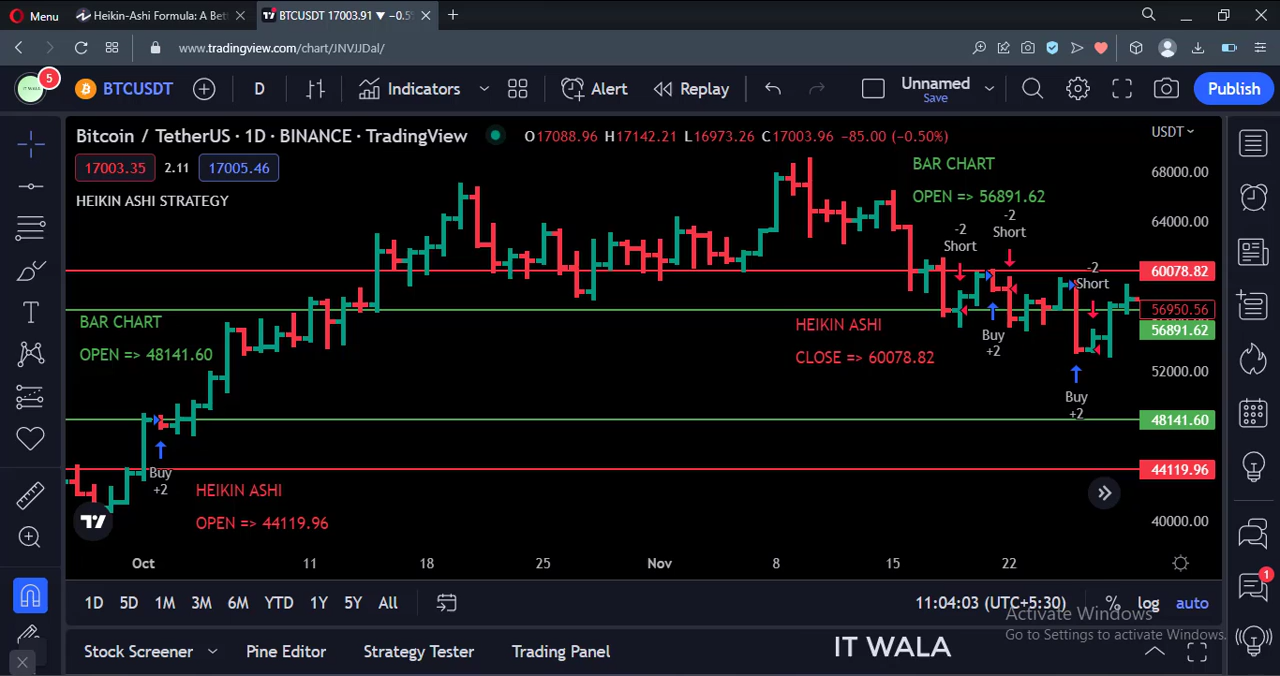 Menu
Heikin-Ashi Formula: A Bet
BTCUSDT 17003.91 ▼ −0.5
www.tradingview.com/chart/JNVJJDal/
IT WALA
5
BTCUSDT
D
Indicators
Alert
Replay
Unnamed
Save
Publish
Bitcoin / TetherUS · 1D · BINANCE · TradingView
O17088.96 H17142.21 L16973.26 C17003.96 −85.00 (−0.50%)
USDT
17003.35 2.11 17005.46
HEIKIN ASHI STRATEGY
BAR CHART
OPEN => 56891.62
68000.00
64000.00
-2
Short
-2
Short
-2
Short
60078.82
56950.56
56891.62
BAR CHART
OPEN => 48141.60
HEIKIN ASHI
CLOSE => 60078.82
Buy
+2
52000.00
Buy
+2
48141.60
44119.96
Buy
+2
HEIKIN ASHI
OPEN => 44119.96
40000.00
Oct 11 18 25 Nov 8 15 22
1D 5D 1M 3M 6M YTD 1Y 5Y All
11:04:03 (UTC+5:30) % log auto
1
Activate Windows
Go to Settings to activate Windows.
Stock Screener Pine Editor Strategy Tester Trading Panel
IT WALA